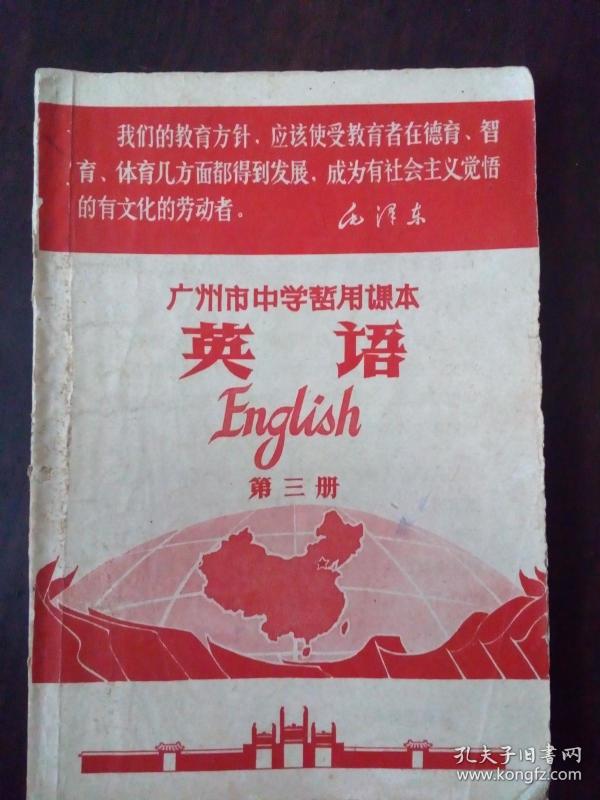 我们的教育方针，应该使受教育者在德育、智
育、体育几方面都得到发展，成为有社会主义觉悟
的有文化的劳动者。
毛泽东
广州市中学暂用课本
英语
English
第三册
孔夫子旧书网
www.kongfz.com